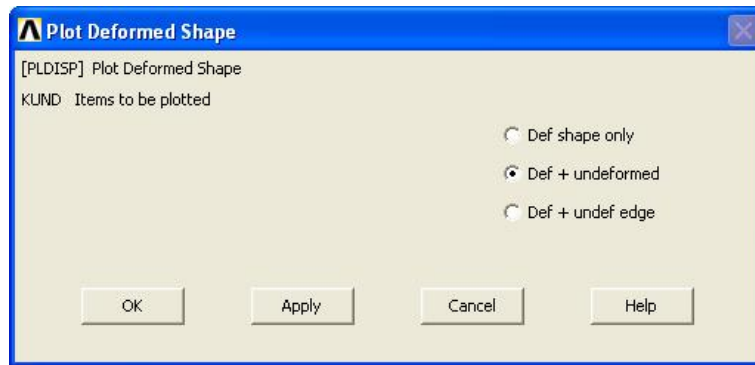 Plot Deformed Shape
[PLDISP] Plot Deformed Shape
KUND Items to be plotted
Def shape only
Def + undeformed
Def + undef edge
OK Apply Cancel Help